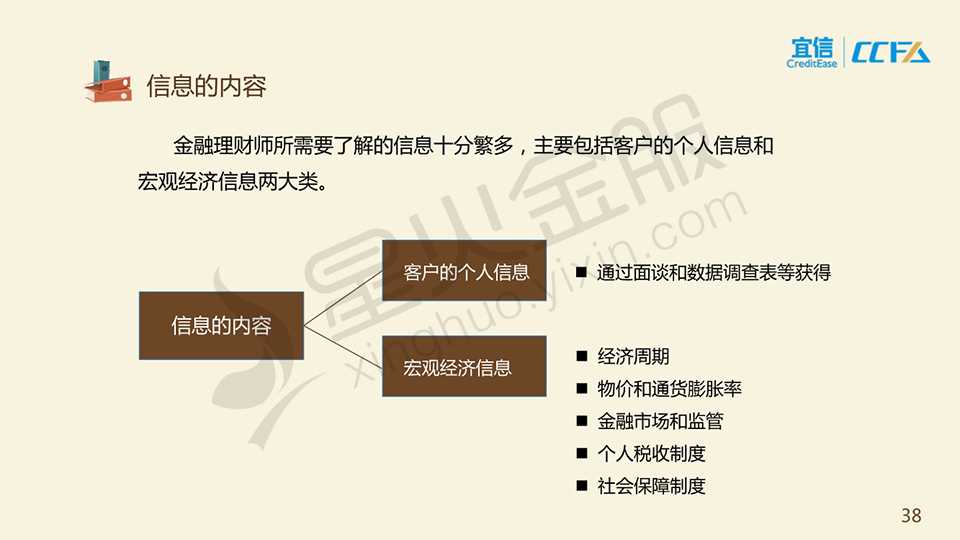 宜信
CreditEase
CCFA
信息的内容
金融理财师所需要了解的信息十分繁多，主要包括客户的个人信息和
宏观经济信息两大类。
信息的内容
客户的个人信息
■ 通过面谈和数据调查表等获得
宏观经济信息
■ 经济周期
■ 物价和通货膨胀率
■ 金融市场和监管
■ 个人税收制度
■ 社会保障制度
星火金服
xinghuo.yixin.com
38